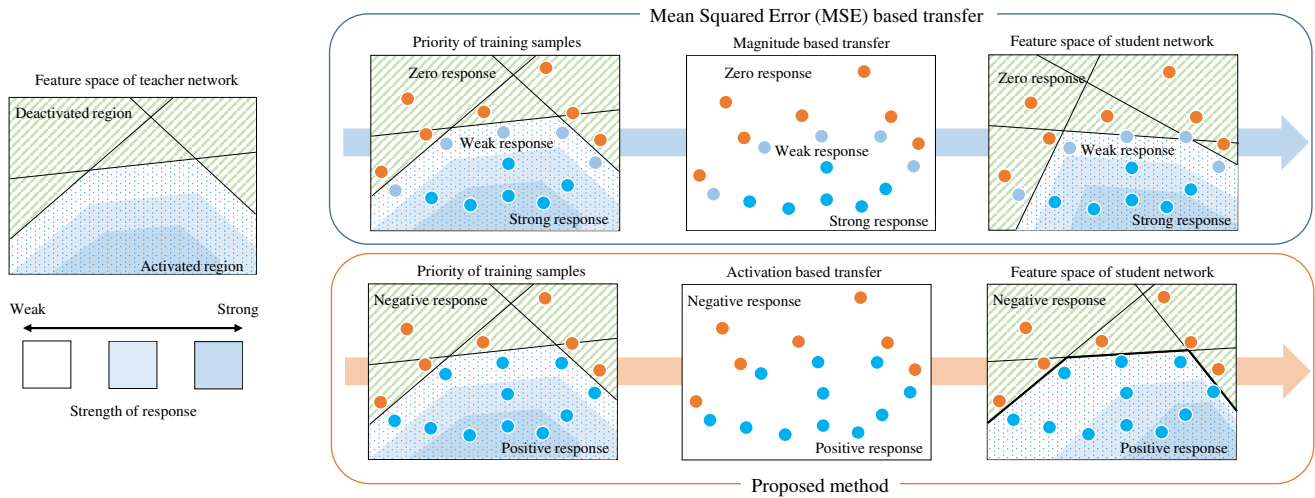 Mean Squared Error (MSE) based transfer
Feature space of teacher network
Deactivated region
Activated region
Weak
Strong
Strength of response
Priority of training samples
Zero response
Weak response
Strong response
Magnitude based transfer
Zero response
Weak response
Strong response
Feature space of student network
Zero response
Weak response
Strong response
Priority of training samples
Negative response
Positive response
Activation based transfer
Negative response
Positive response
Feature space of student network
Negative response
Positive response
Proposed method